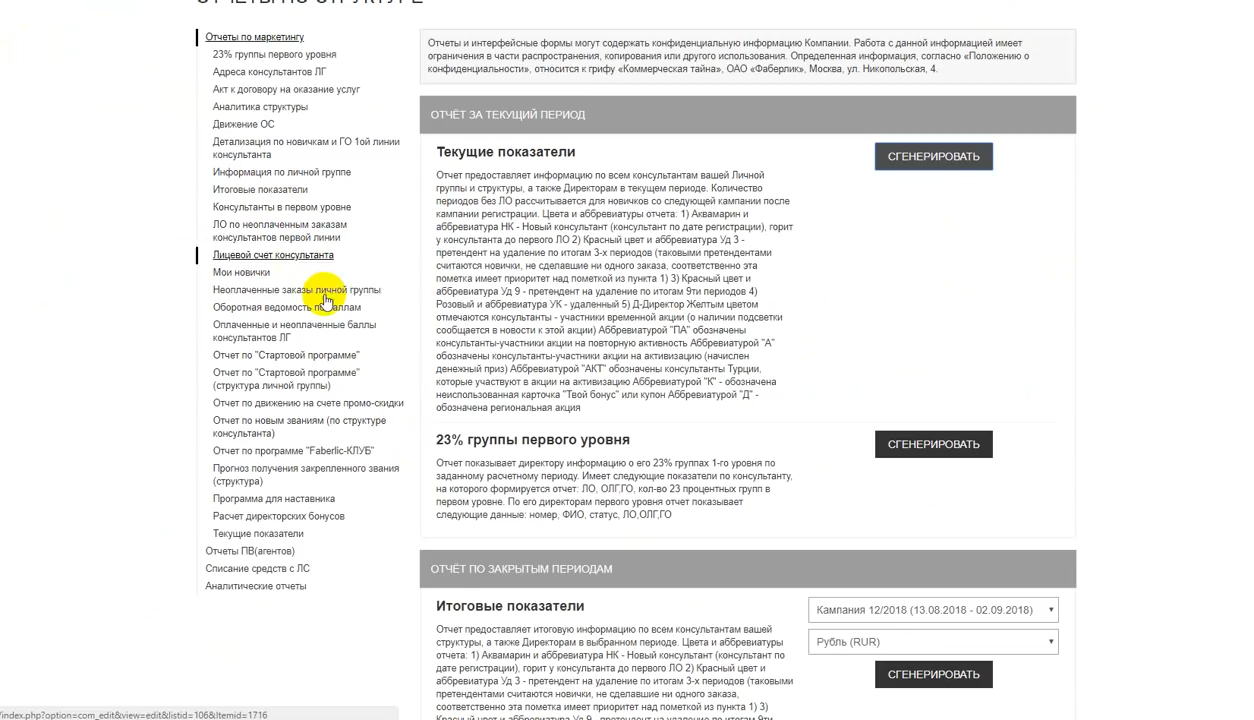 ОТЧЕТЫ ПО СТРУКТУРЕ
Отчеты по маркетингу
23% группы первого уровня
Адреса консультантов ЛГ
Акт к договору на оказание услуг
Аналитика структуры
Движение ОС
Детализация по новичкам и ГО 1ой линии
консультанта
Информация по личной группе
Итоговые показатели
Консультанты в первом уровне
ЛО по неоплаченным заказам
консультантов первой линии
Лицевой счет консультанта
Мои новички
Неоплаченные заказы личной группы
Оборотная ведомость по баллам
Оплаченные и неоплаченные баллы
консультантов ЛГ
Отчет по "Стартовой программе"
Отчет по "Стартовой программе"
(структура личной группы)
Отчет по движению на счете промо-скидки
Отчет по новым званиям (по структуре
консультанта)
Отчет по программе "Faberlic-КЛУБ"
Прогноз получения закрепленного звания
(структура)
Программа для наставника
Расчет директорских бонусов
Текущие показатели
Отчеты ПВ(агентов)
Списание средств с ЛС
Аналитические отчеты
Отчеты и интерфейсные формы могут содержать конфиденциальную информацию Компании. Работа с данной информацией имеет
ограничения в части распространения, копирования или другого использования. Определенная информация, согласно «Положению о
конфиденциальности», относится к грифу «Коммерческая тайна», ОАО «Фаберлик», Москва, ул. Никопольская, 4.
ОТЧЁТ ЗА ТЕКУЩИЙ ПЕРИОД
Текущие показатели
СГЕНЕРИРОВАТЬ
Отчет предоставляет информацию по всем консультантам вашей Личной
группы и структуры, а также Директорам в текущем периоде. Количество
периодов без ЛО рассчитывается для новичков со следующей кампании после
кампании регистрации. Цвета и аббревиатуры отчета: 1) Аквамарин и
аббревиатура НК - Новый консультант (консультант по дате регистрации), горит
у консультанта до первого ЛО 2) Красный цвет и аббревиатура Уд 3 -
претендент на удаление по итогам 3-х периодов (таковыми претендентами
считаются новички, не сделавшие ни одного заказа, соответственно эта
пометка имеет приоритет над пометкой из пункта 1) 3) Красный цвет и
аббревиатура Уд 9 - претендент на удаление по итогам 9ти периодов 4)
Розовый и аббревиатура УК - удаленный 5) Д-Директор Желтым цветом
отмечаются консультанты - участники временной акции (о наличии подсветки
сообщается в новости к этой акции) Аббревиатурой "ПА" обозначены
консультанты-участники акции на повторную активность Аббревиатурой "А"
обозначены консультанты-участники акции на активизацию (начислен
денежный приз) Аббревиатурой "АКТ" обозначены консультанты Турции,
которые участвуют в акции на активизацию Аббревиатурой "К" - обозначена
неиспользованная карточка "Твой бонус" или купон Аббревиатурой "Д" -
обозначена региональная акция
23% группы первого уровня
СГЕНЕРИРОВАТЬ
Отчет показывает директору информацию о его 23% группах 1-го уровня по
заданному расчетному периоду. Имеет следующие показатели по консультанту,
на которого формируется отчет: ЛО, ОЛГ,ГО, кол-во 23 процентных групп в
первом уровне. По его директорам первого уровня отчет показывает
следующие данные: номер, ФИО, статус, ЛО,ОЛГ,ГО
ОТЧЁТ ПО ЗАКРЫТЫМ ПЕРИОДАМ
Итоговые показатели
Кампания 12/2018 (13.08.2018 - 02.09.2018)
Рубль (RUR)
СГЕНЕРИРОВАТЬ
Отчет предоставляет итоговую информацию по всем консультантам вашей
структуры, а также Директорам в выбранном периоде. Цвета и аббревиатуры
отчета: 1) Аквамарин и аббревиатура НК - Новый консультант (консультант по
дате регистрации), горит у консультанта до первого ЛО 2) Красный цвет и
аббревиатура Уд 3 - претендент на удаление по итогам 3-х периодов (таковыми
претендентами считаются новички, не сделавшие ни одного заказа,
соответственно эта пометка имеет приоритет над пометкой из пункта 1) 3)
Красный цвет и аббревиатура Уд 9 - претендент на удаление по итогам 9ти
/index.php?option=com_edit&view=edit&listid=106&Itemid=1716